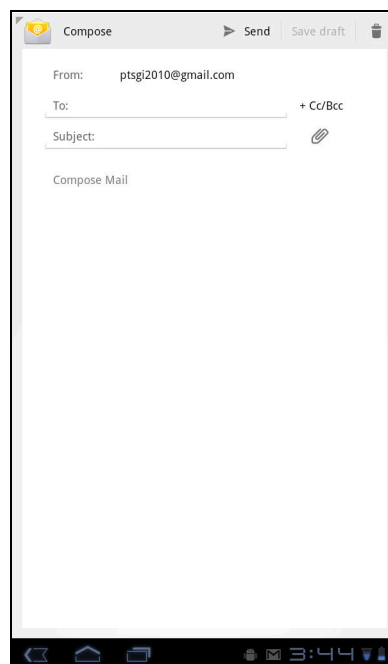 Compose Send Save draft
From: ptsgi2010@gmail.com
To: + Cc/Bcc
Subject:
Compose Mail
3:44